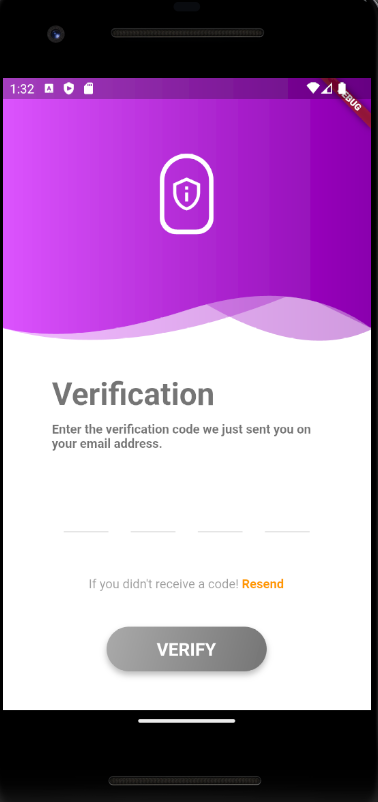 1:32
DEBUG
Verification
Enter the verification code we just sent you on
your email address.
If you didn't receive a code! Resend
VERIFY